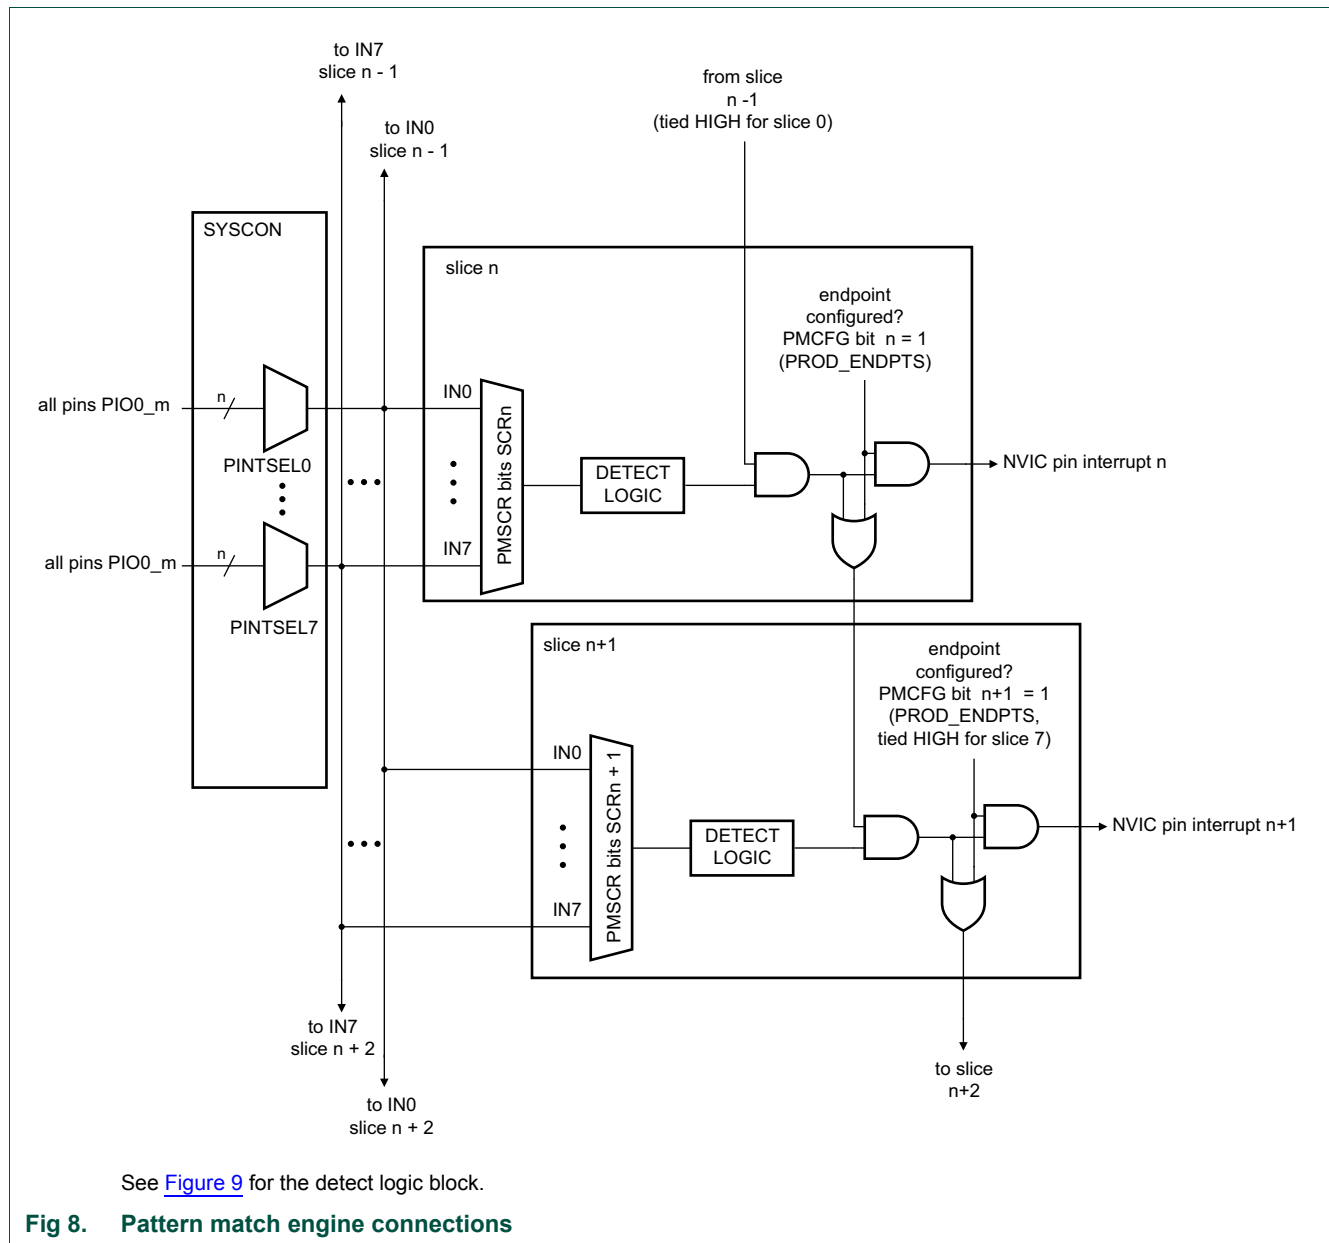 to IN7
slice n - 1
to IN0
slice n - 1
from slice
n -1
(tied HIGH for slice 0)
SYSCON
slice n
endpoint
configured?
PMCFG bit n = 1
(PROD_ENDPTS)
all pins PIO0_m
n
PINTSEL0
IN0
PMSCR bits SCRn
DETECT
LOGIC
NVIC pin interrupt n
all pins PIO0_m
n
PINTSEL7
IN7
slice n+1
endpoint
configured?
PMCFG bit n+1 = 1
(PROD_ENDPTS,
tied HIGH for slice 7)
IN0
PMSCR bits SCRn + 1
DETECT
LOGIC
NVIC pin interrupt n+1
IN7
to IN7
slice n + 2
to IN0
slice n + 2
to slice
n+2
See Figure 9 for the detect logic block.
Fig 8. Pattern match engine connections